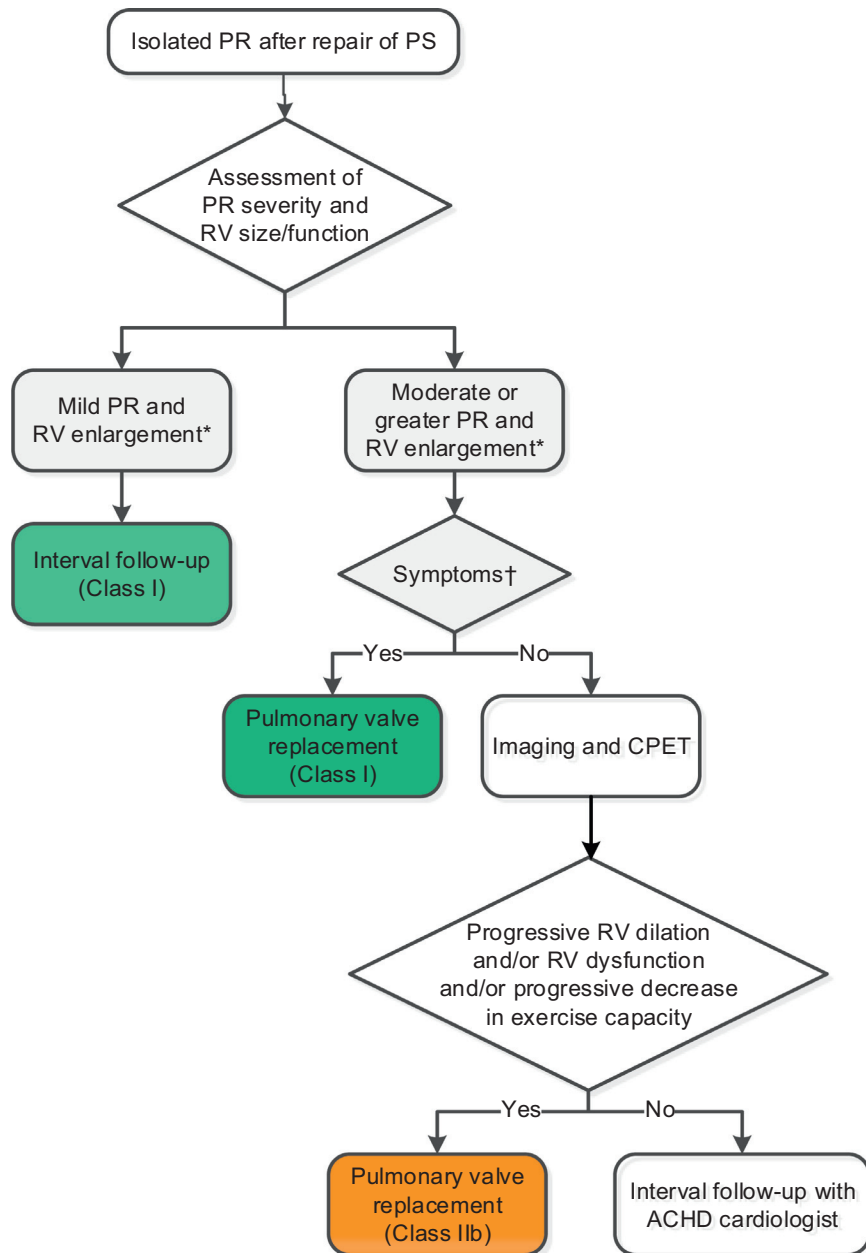 Isolated PR after repair of PS
Assessment of
PR severity and
RV size/function
Mild PR and
RV enlargement*
Moderate or
greater PR and
RV enlargement*
Interval follow-up
(Class I)
Symptoms†
Yes
No
Pulmonary valve
replacement
(Class I)
Imaging and CPET
Progressive RV dilation
and/or RV dysfunction
and/or progressive decrease
in exercise capacity
Yes
No
Pulmonary valve
replacement
(Class IIb)
Interval follow-up with
ACHD cardiologist